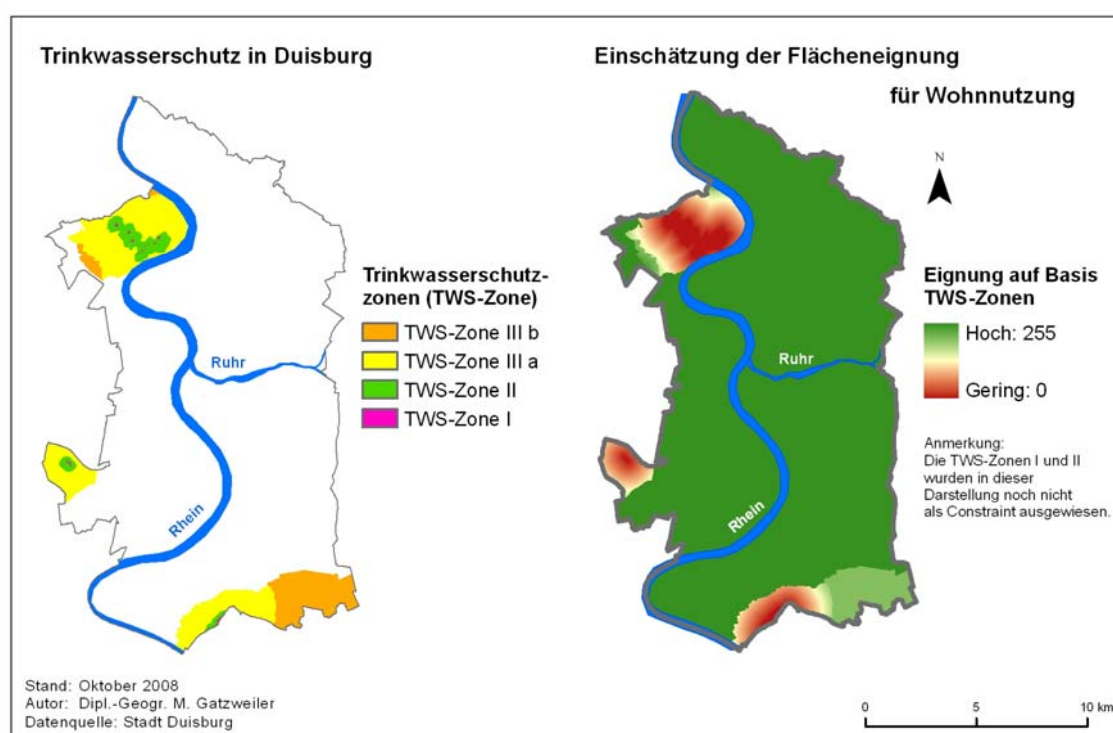 Trinkwasserschutz in Duisburg
Trinkwasserschutz-
zonen (TWS-Zone)
TWS-Zone III b
TWS-Zone III a
TWS-Zone II
TWS-Zone I
Ruhr
Rhein
Stand: Oktober 2008
Autor: Dipl.-Geogr. M. Gatzweiler
Datenquelle: Stadt Duisburg
Einschätzung der Flächeneignung
für Wohnnutzung
N
Eignung auf Basis
TWS-Zonen
Hoch: 255
Gering: 0
Anmerkung:
Die TWS-Zonen I und II
wurden in dieser
Darstellung noch nicht
als Constraint ausgewiesen.
Ruhr
Rhein
0 5 10 km